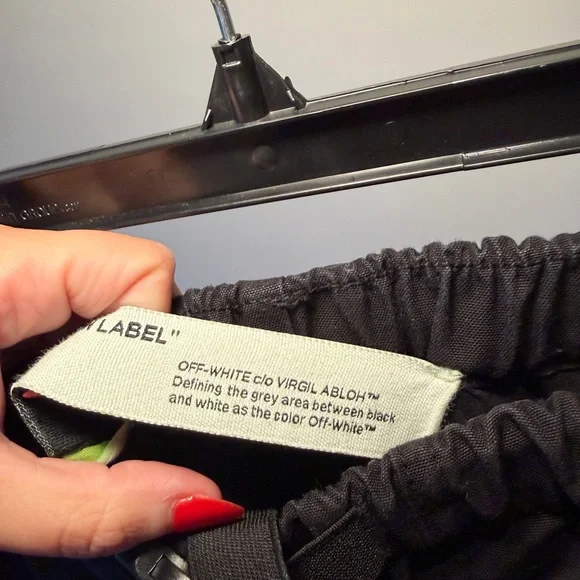 LABEL"
OFF-WHITE c/o VIRGIL ABLOH™
Defining the grey area between black
and white as the color Off-White™